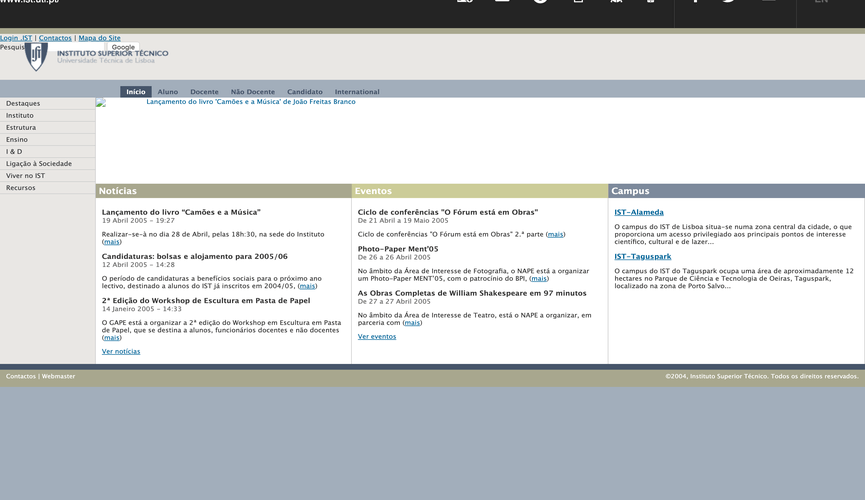 www.ist.utl.pt/
EN
Login .IST | Contactos | Mapa do Site
Pesquis
Google
INSTITUTO SUPERIOR TÉCNICO
Universidade Técnica de Lisboa
Início Aluno Docente Não Docente Candidato International
Destaques
Instituto
Estrutura
Ensino
I & D
Ligação à Sociedade
Viver no IST
Recursos
Lançamento do livro 'Camões e a Música' de João Freitas Branco
Notícias
Lançamento do livro "Camões e a Música"
19 Abril 2005 - 19:27
Realizar-se-á no dia 28 de Abril, pelas 18h:30, na sede do Instituto
(mais)
Candidaturas: bolsas e alojamento para 2005/06
12 Abril 2005 - 14:28
O período de candidaturas a benefícios sociais para o próximo ano
lectivo, destinado a alunos do IST já inscritos em 2004/05, (mais)
2ª Edição do Workshop de Escultura em Pasta de Papel
14 Janeiro 2005 - 14:33
O GAPE está a organizar a 2ª edição do Workshop em Escultura em Pasta
de Papel, que se destina a alunos, funcionários docentes e não docentes
(mais)
Ver notícias
Eventos
Ciclo de conferências "O Fórum está em Obras"
De 21 Abril a 19 Maio 2005
Ciclo de conferências "O Fórum está em Obras" 2.ª parte (mais)
Photo-Paper Ment'05
De 26 a 26 Abril 2005
No âmbito da Área de Interesse de Fotografia, o NAPE está a organizar
um Photo-Paper MENT'05, com o patrocínio do BPI, (mais)
As Obras Completas de William Shakespeare em 97 minutos
De 27 a 27 Abril 2005
No âmbito da Área de Interesse de Teatro, está o NAPE a organizar, em
parceria com (mais)
Ver eventos
Campus
IST-Alameda
O campus do IST de Lisboa situa-se numa zona central da cidade, o que
proporciona um acesso privilegiado aos principais pontos de interesse
científico, cultural e de lazer...
IST-Taguspark
O campus do IST do Taguspark ocupa uma área de aproximadamente 12
hectares no Parque de Ciência e Tecnologia de Oeiras, Taguspark,
localizado na zona de Porto Salvo...
Contactos | Webmaster
©2004, Instituto Superior Técnico. Todos os direitos reservados.